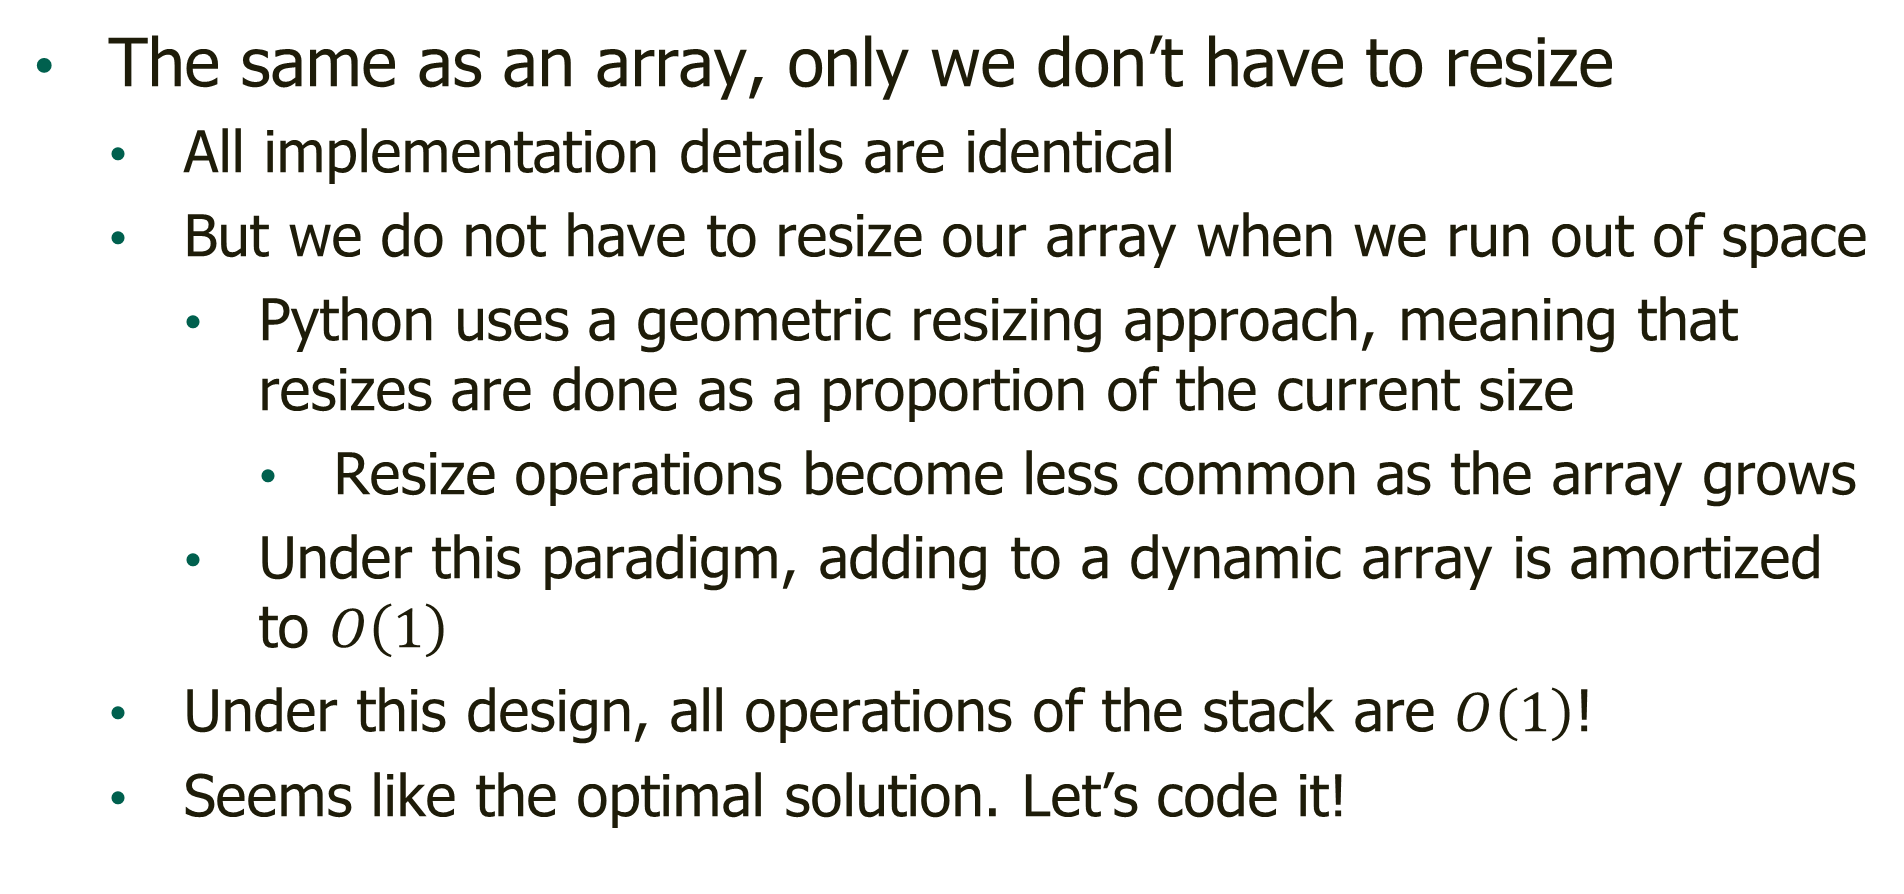 • The same as an array, only we don’t have to resize
• All implementation details are identical
• But we do not have to resize our array when we run out of space
• Python uses a geometric resizing approach, meaning that
resizes are done as a proportion of the current size
• Resize operations become less common as the array grows
• Under this paradigm, adding to a dynamic array is amortized
to 𝑂(1)
• Under this design, all operations of the stack are 𝑂(1)!
• Seems like the optimal solution. Let’s code it!